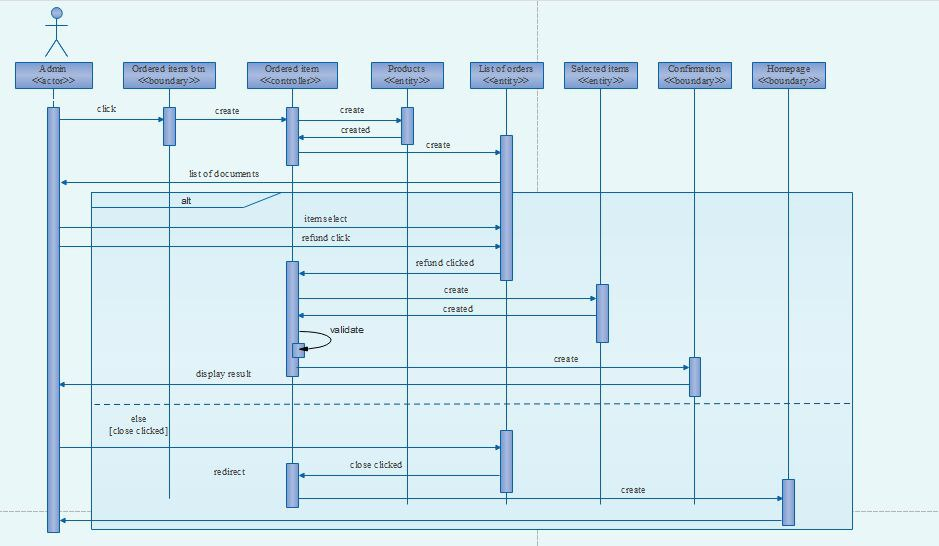 Admin
<<actor>>
Ordered items btn
<<boundary>>
Ordered item
<<controller>>
Products
<<entity>>
List of orders
<<entity>>
Selected items
<<entity>>
Confirmation
<<boundary>>
Homepage
<<boundary>>
click
create
create
created
create
list of documents
alt
item select
refund click
refund clicked
create
created
validate
create
display result
else
[close clicked]
close clicked
redirect
create